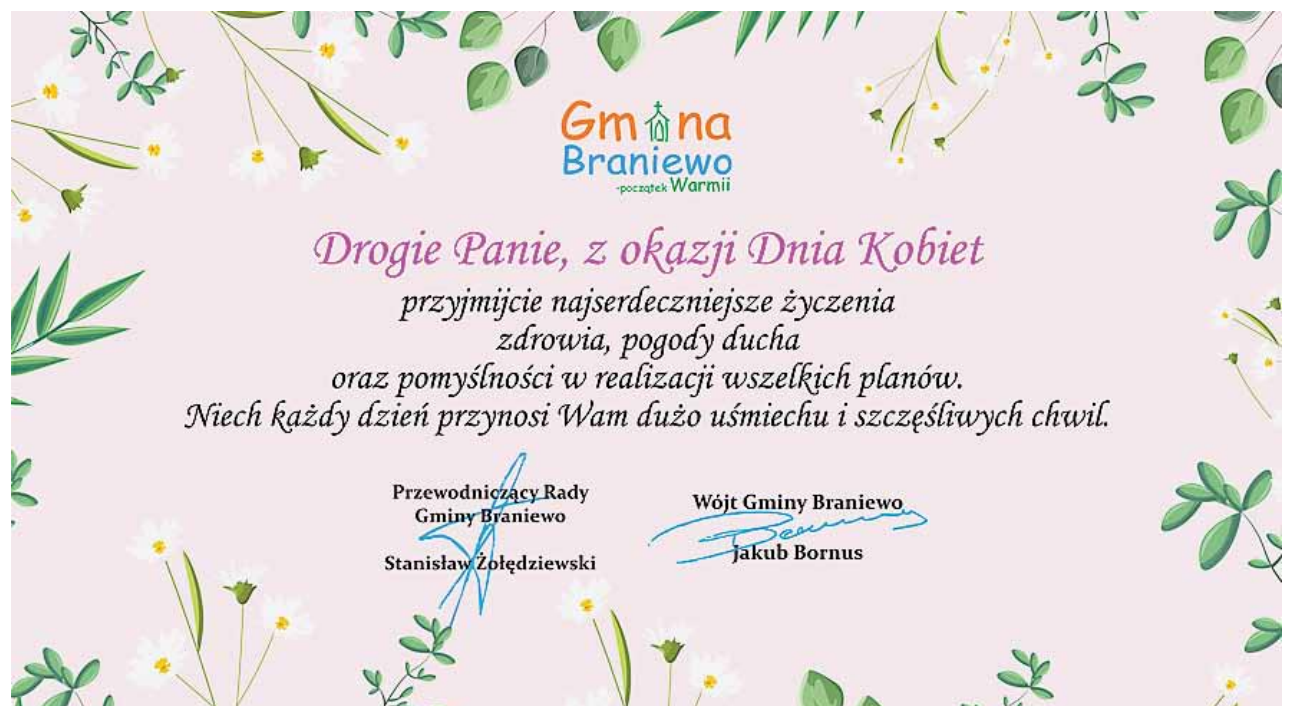 Gmina
Braniewo
-początek Warmii
Drogie Panie, z okazji Dnia Kobiet
przyjmijcie najserdeczniejsze życzenia
zdrowia, pogody ducha
oraz pomyślności w realizacji wszelkich planów.
Niech każdy dzień przynosi Wam dużo uśmiechu i szczęśliwych chwil.
Przewodniczący Rady
Gminy Braniewo
Stanisław Żołędziewski
Wójt Gminy Braniewo
Jakub Bornus